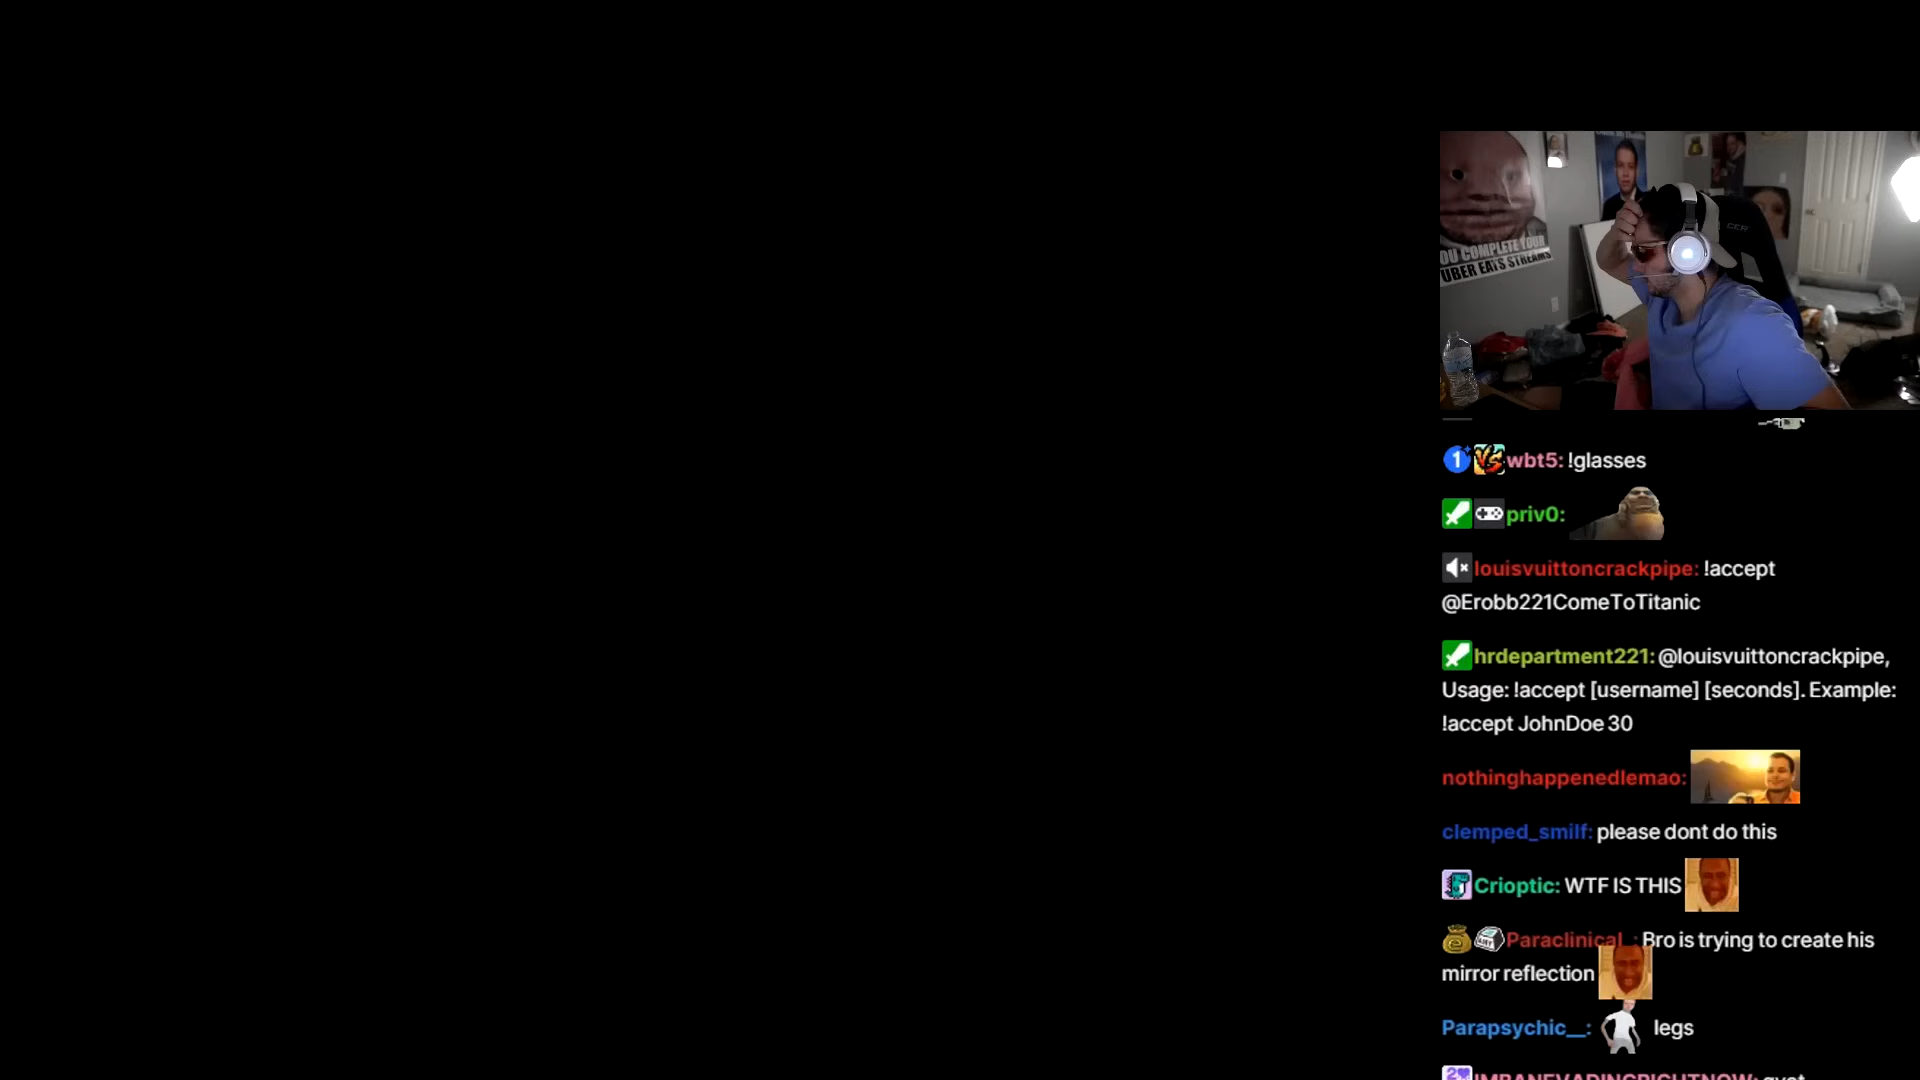 OU COMPLETE YOUR
UBER EATS STREAMS
wbt5: !glasses
priv0:
louisvuittoncrackpipe: !accept
@Erobb221ComeToTitanic
hrdepartment221: @louisvuittoncrackpipe,
Usage: !accept [username] [seconds]. Example:
!accept JohnDoe 30
nothinghappenedlemao:
clemped_smilf: please dont do this
Crioptic: WTF IS THIS
Paraclinical_: Bro is trying to create his
mirror reflection
Parapsychic__: legs
IMBANEVADINGRIGHTNOW: